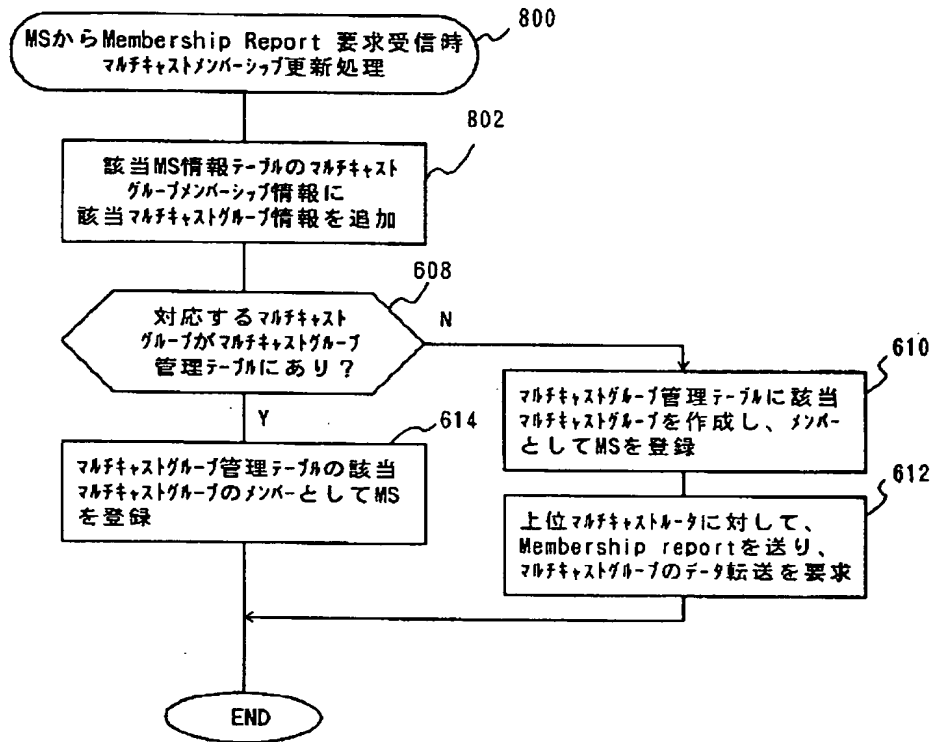 800
MSからMembership Report 要求受信時
マルチキャストメンバーシップ更新処理
802
該当MS情報テーブルのマルチキャスト
グループメンバーシップ情報に
該当マルチキャストグループ情報を追加
608
対応するマルチキャスト
グループがマルチキャストグループ
管理テーブルにあり？
N
Y
610
マルチキャストグループ管理テーブルに該当
マルチキャストグループを作成し、メンバー
としてMSを登録
614
マルチキャストグループ管理テーブルの該当
マルチキャストグループのメンバーとしてMS
を登録
612
上位マルチキャストルータに対して、
Membership reportを送り、
マルチキャストグループのデータ転送を要求
END